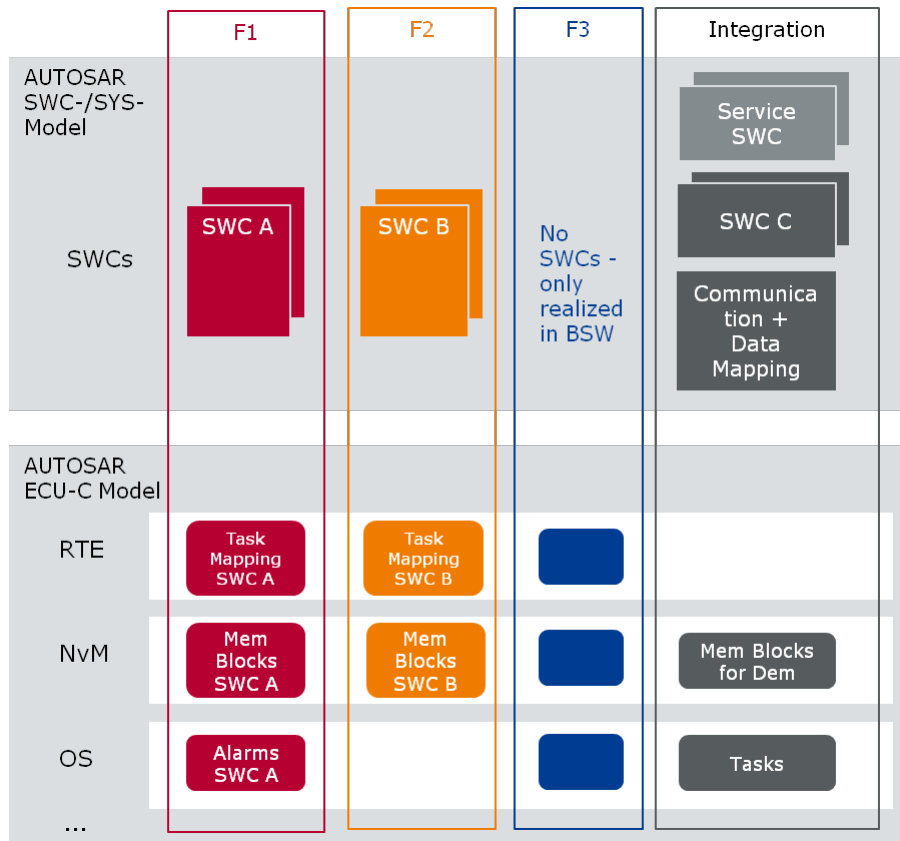 F1
F2
F3
Integration
AUTOSAR
SWC-/SYS-
Model
SWCs
SWC A
SWC B
No
SWCs -
only
realized
in BSW
Service
SWC
SWC C
Communica
tion +
Data
Mapping
AUTOSAR
ECU-C Model
RTE
Task
Mapping
SWC A
Task
Mapping
SWC B
NvM
Mem
Blocks
SWC A
Mem
Blocks
SWC B
Mem Blocks
for Dem
OS
Alarms
SWC A
Tasks
...